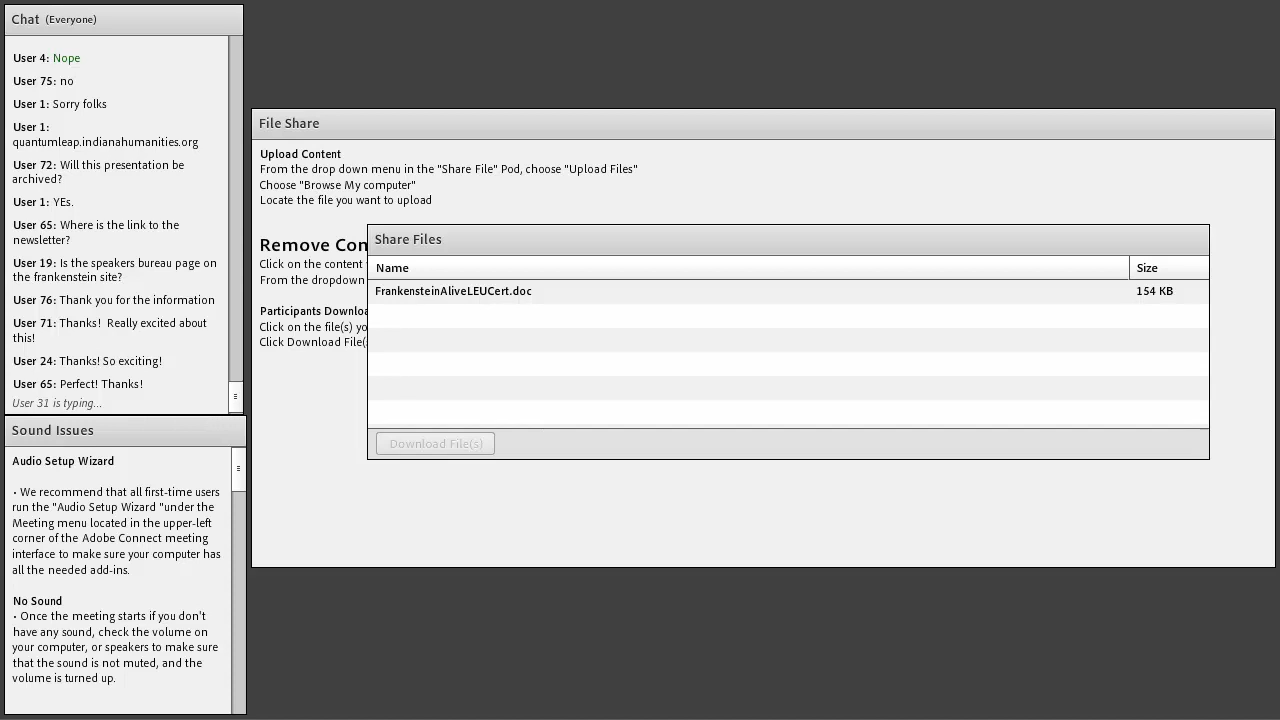 Chat (Everyone)
User 4: Nope
User 75: no
User 1: Sorry folks
User 1:
quantumleap.indianahumanities.org
User 72: Will this presentation be
archived?
User 1: YEs.
User 65: Where is the link to the
newsletter?
User 19: Is the speakers bureau page on
the frankenstein site?
User 76: Thank you for the information
User 71: Thanks!  Really excited about
this!
User 24: Thanks! So exciting!
User 65: Perfect! Thanks!
User 31 is typing...
Sound Issues
Audio Setup Wizard
• We recommend that all first-time users
run the "Audio Setup Wizard "under the
Meeting menu located in the upper-left
corner of the Adobe Connect meeting
interface to make sure your computer has
all the needed add-ins.
No Sound
• Once the meeting starts if you don't
have any sound, check the volume on
your computer, or speakers to make sure
that the sound is not muted, and the
volume is turned up.
File Share
Upload Content
From the drop down menu in the "Share File" Pod, choose "Upload Files"
Choose "Browse My computer"
Locate the file you want to upload
Remove Con
Click on the content
From the dropdown
Participants Downloa
Click on the file(s) yo
Click Download File(
Share Files
Name Size
FrankensteinAliveLEUCert.doc 154 KB
Download File(s)